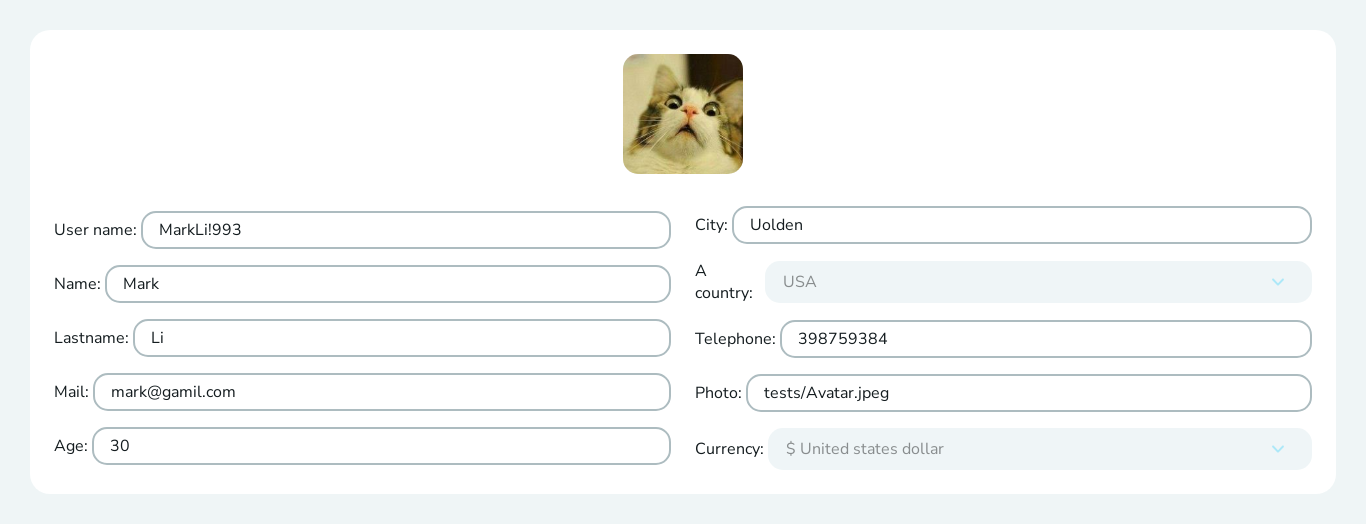 User name: MarkLi!993
Name: Mark
Lastname: Li
Mail: mark@gamil.com
Age: 30
City: Uolden
A
country: USA
Telephone: 398759384
Photo: tests/Avatar.jpeg
Currency: $ United states dollar